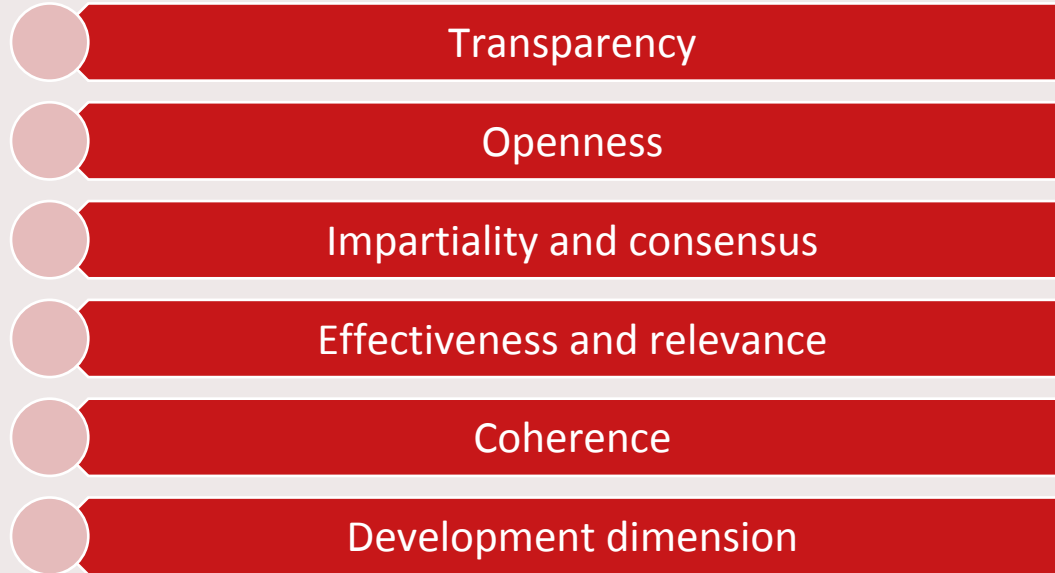 Transparency
Openness
Impartiality and consensus
Effectiveness and relevance
Coherence
Development dimension